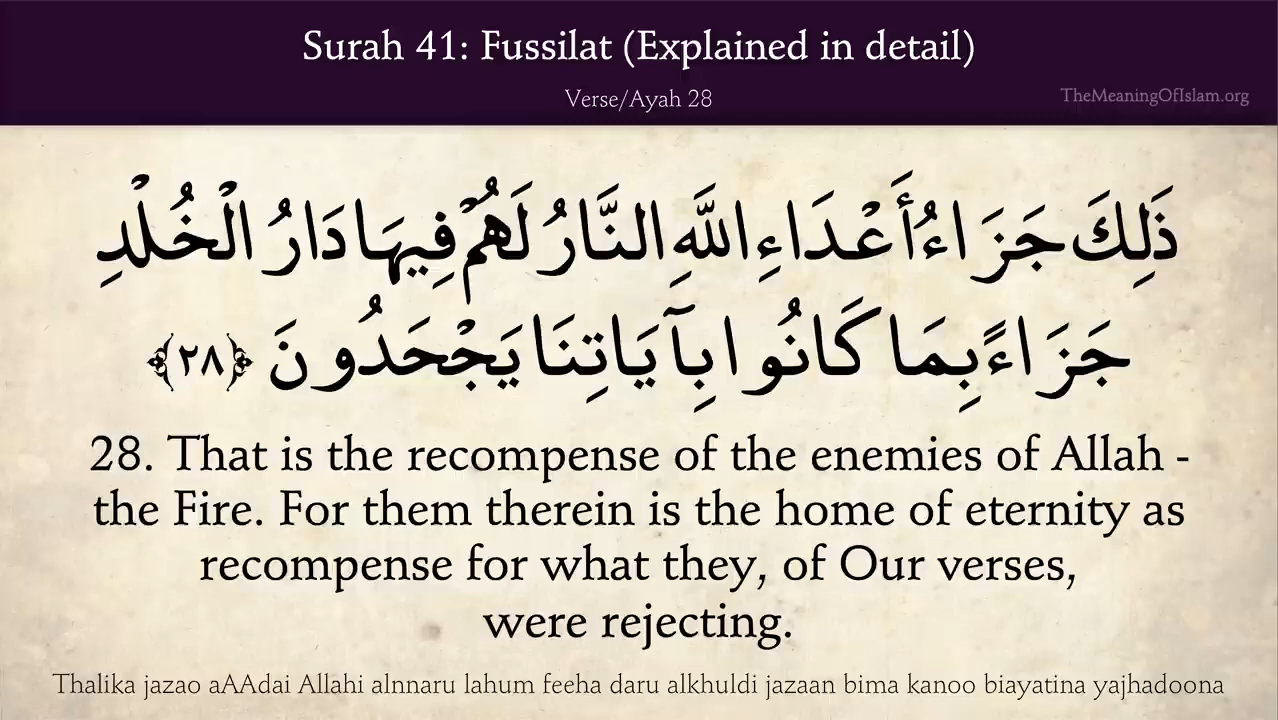 Surah 41: Fussilat (Explained in detail)
Verse/Ayah 28
TheMeaningOfIslam.org
ذَٰلِكَ جَزَاءُ أَعْدَاءِ اللَّهِ النَّارُ لَهُمْ فِيهَا دَارُ الْخُلْدِ
جَزَاءً بِمَا كَانُوا بِآيَاتِنَا يَجْحَدُونَ ﴿٢٨﴾
28. That is the recompense of the enemies of Allah -
the Fire. For them therein is the home of eternity as
recompense for what they, of Our verses,
were rejecting.
Thalika jazao aAAdai Allahi alnnaru lahum feeha daru alkhuldi jazaan bima kanoo biayatina yajhadoona